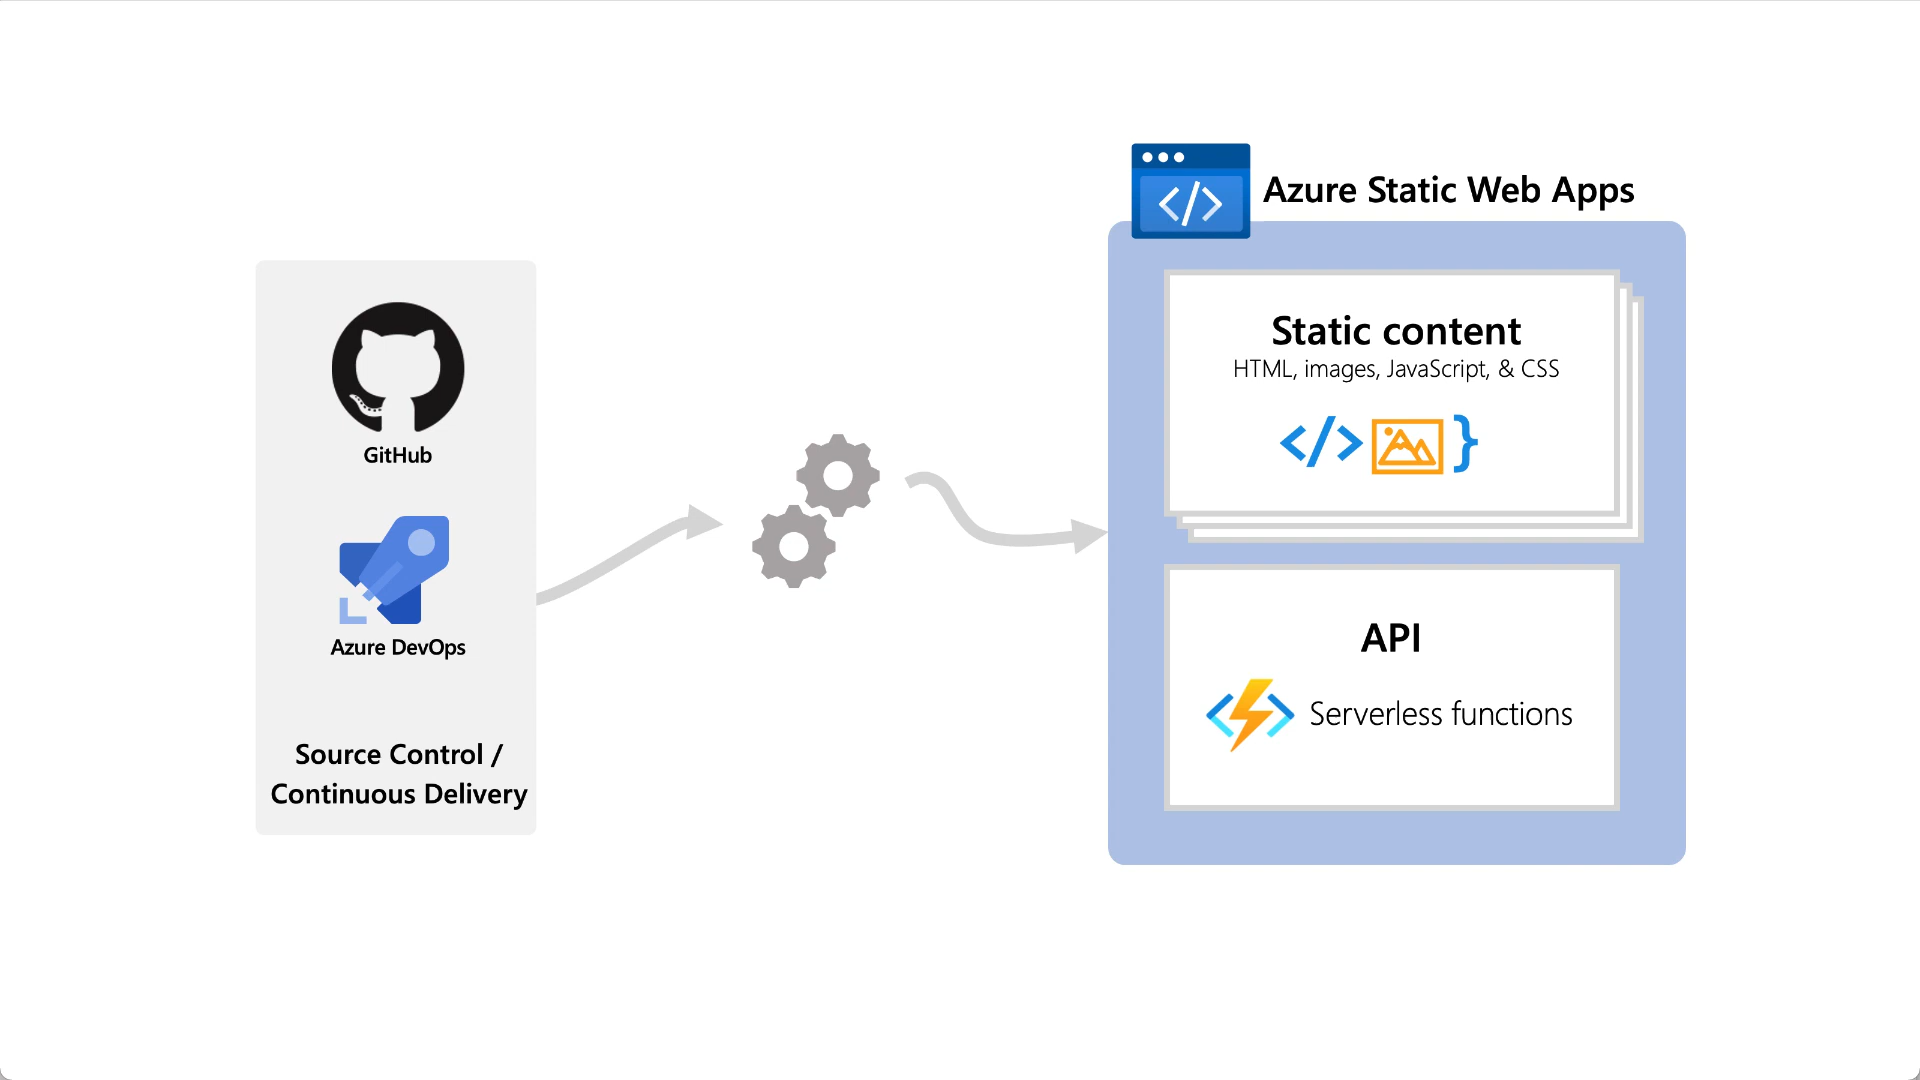 GitHub
Azure DevOps
Source Control /
Continuous Delivery
Azure Static Web Apps
Static content
HTML, images, JavaScript, & CSS
API
Serverless functions